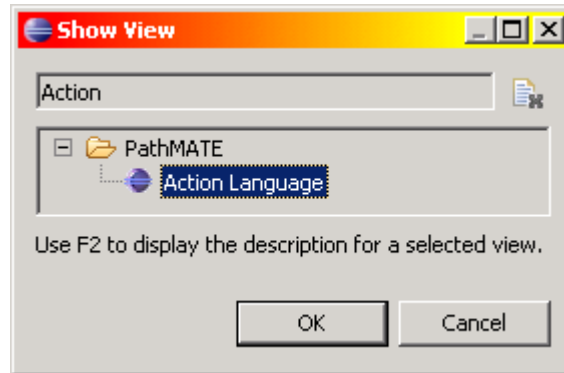 Show View
Action
PathMATE
Action Language
Use F2 to display the description for a selected view.
OK
Cancel